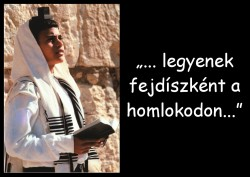 „... legyenek
fejdíszként a
homlokodon..."